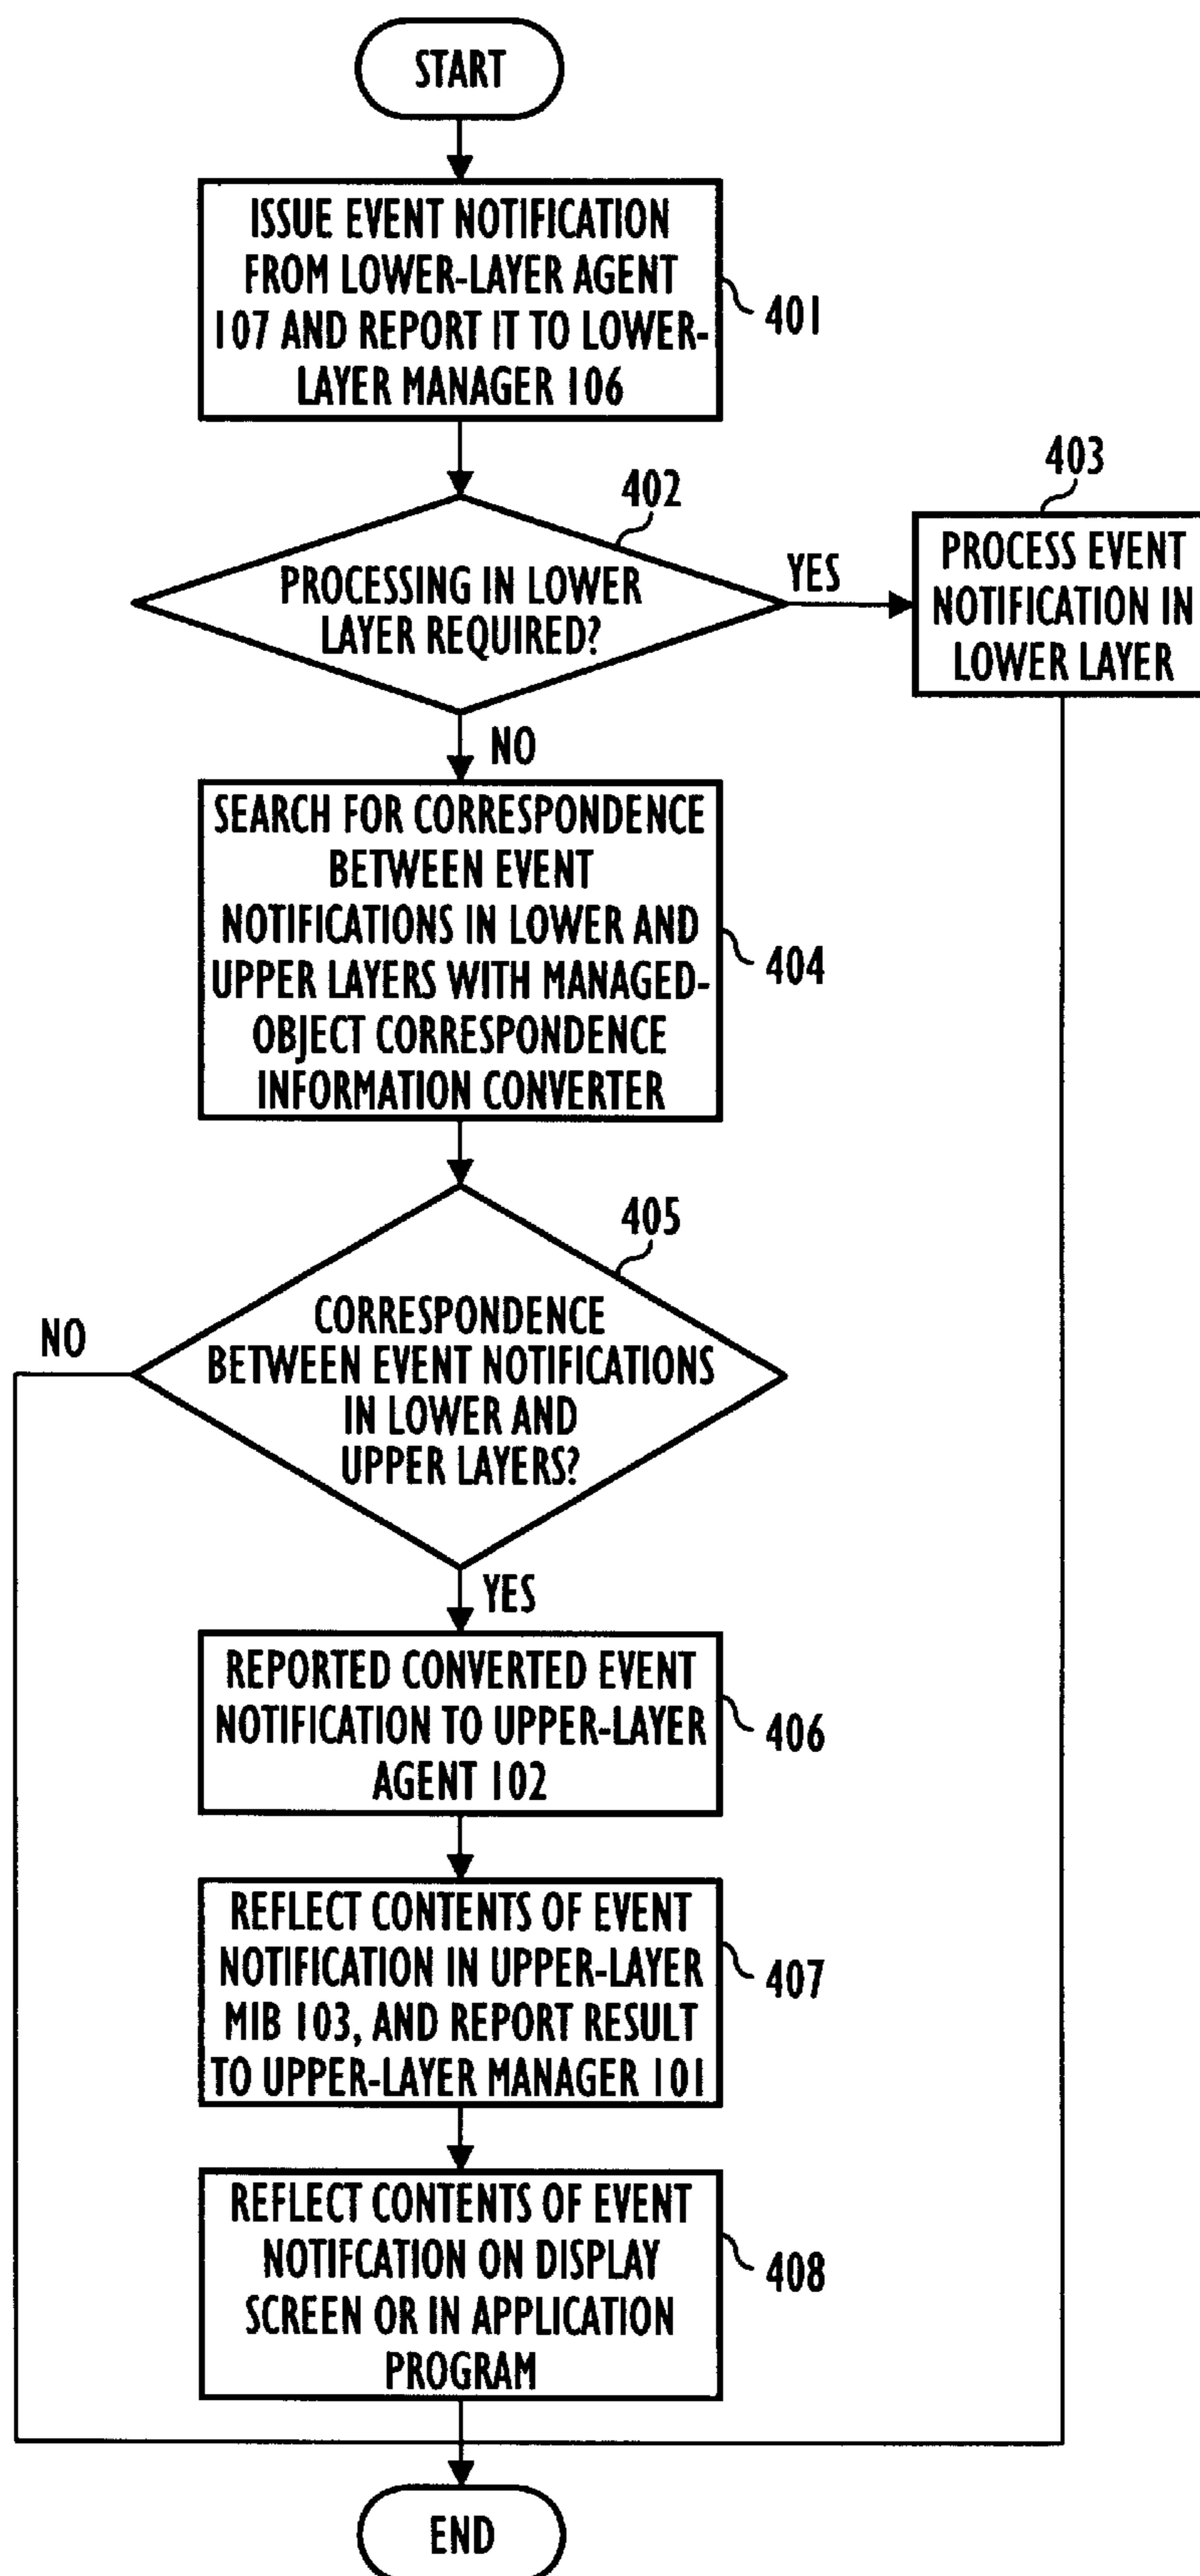 START
ISSUE EVENT NOTIFICATION
FROM LOWER-LAYER AGENT
107 AND REPORT IT TO LOWER-
LAYER MANAGER 106
401
402
PROCESSING IN LOWER
LAYER REQUIRED?
YES
403
PROCESS EVENT
NOTIFICATION IN
LOWER LAYER
NO
SEARCH FOR CORRESPONDENCE
BETWEEN EVENT
NOTIFICATIONS IN LOWER AND
UPPER LAYERS WITH MANAGED-
OBJECT CORRESPONDENCE
INFORMATION CONVERTER
404
405
CORRESPONDENCE
BETWEEN EVENT NOTIFICATIONS
IN LOWER AND
UPPER LAYERS?
NO
YES
REPORTED CONVERTED EVENT
NOTIFICATION TO UPPER-LAYER
AGENT 102
406
REFLECT CONTENTS OF EVENT
NOTIFICATION IN UPPER-LAYER
MIB 103, AND REPORT RESULT
TO UPPER-LAYER MANAGER 101
407
REFLECT CONTENTS OF EVENT
NOTIFCATION ON DISPLAY
SCREEN OR IN APPLICATION
PROGRAM
408
END